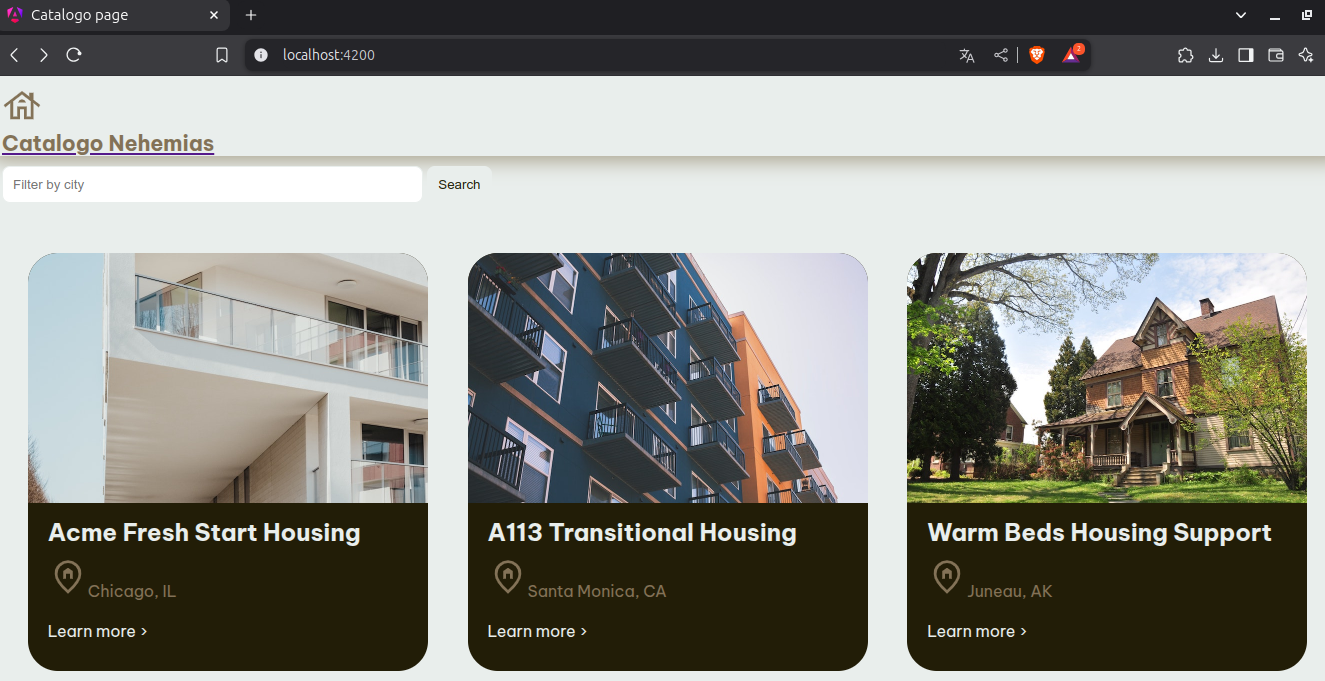 Catalogo page
localhost:4200
2
Catalogo Nehemias
Filter by city
Search
Acme Fresh Start Housing
Chicago, IL
Learn more >
A113 Transitional Housing
Santa Monica, CA
Learn more >
Warm Beds Housing Support
Juneau, AK
Learn more >